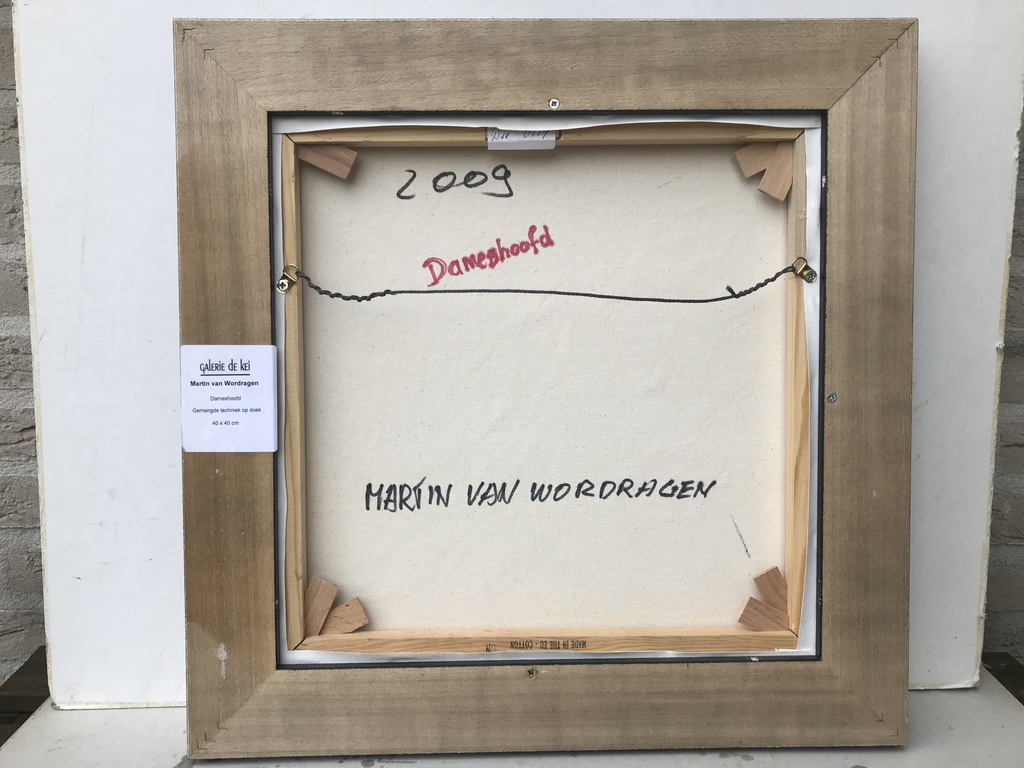 2009
Dameshoofd
galerie de kei
Martin van Wordragen
Dameshoofd
Gemengde techniek op doek
40 x 40 cm
MARTIN VAN WORDRAGEN
MADE IN THE EU - COTTON